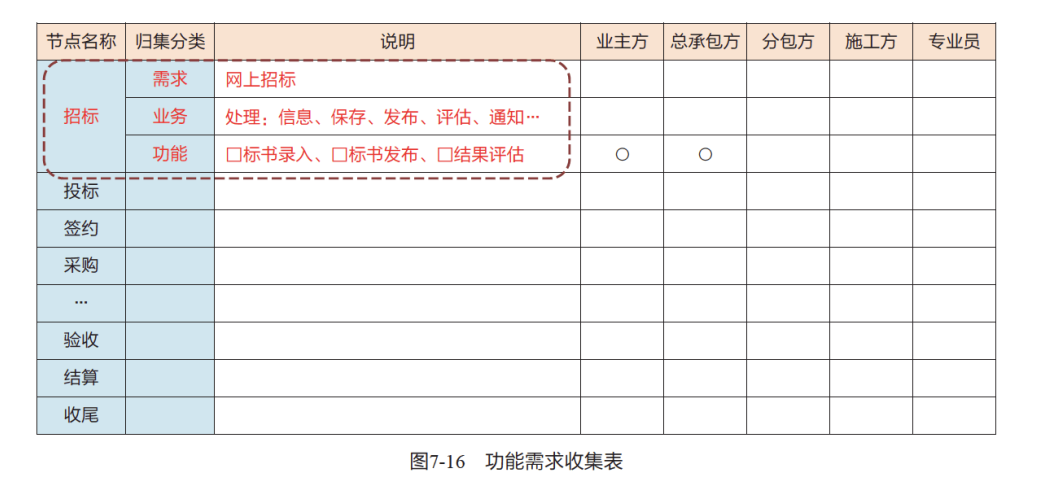 节点名称 归集分类 说明 业主方 总承包方 分包方 施工方 专业员
需求 网上招标
招标 业务 处理：信息、保存、发布、评估、通知…
功能 □标书录入、□标书发布、□结果评估 ○ ○
投标
签约
采购
…
验收
结算
收尾
图7-16 功能需求收集表